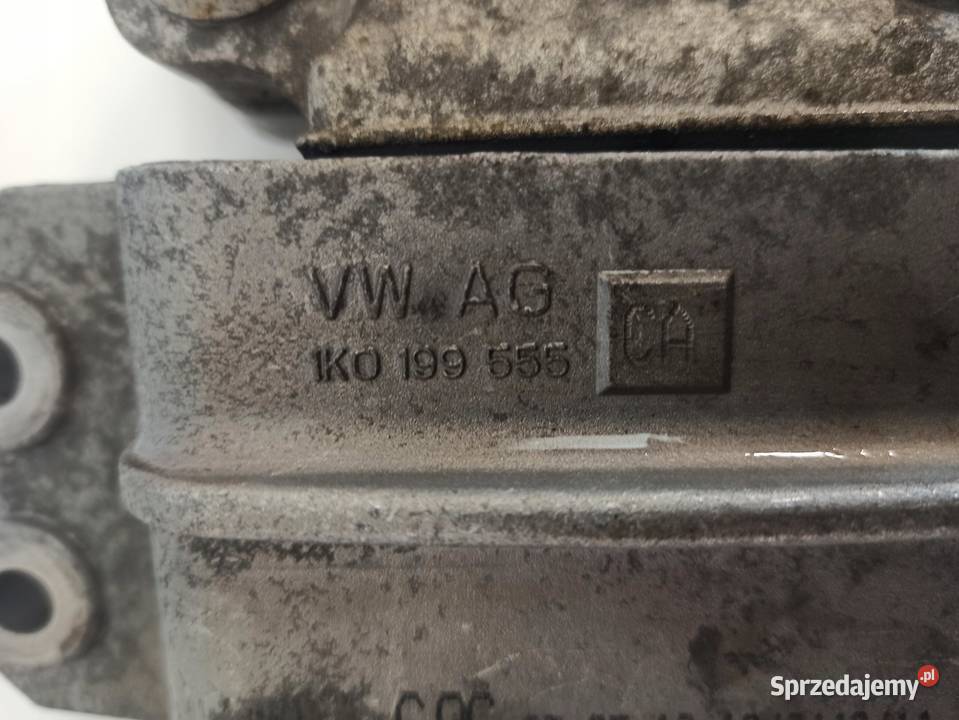 VW AG
CA
1K0 199 555
Sprzedajemy.pl